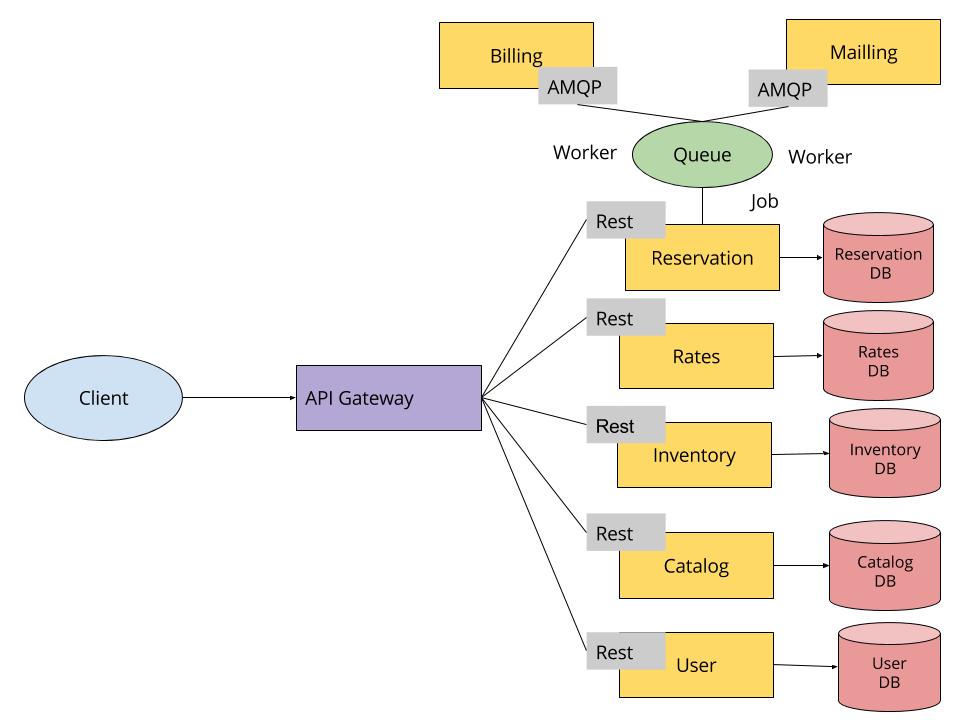 Billing
Mailling
AMQP
AMQP
Worker
Queue
Worker
Job
Rest
Reservation
Reservation
DB
Rest
Rates
Rates
DB
Client
API Gateway
Rest
Inventory
Inventory
DB
Rest
Catalog
Catalog
DB
Rest
User
User
DB